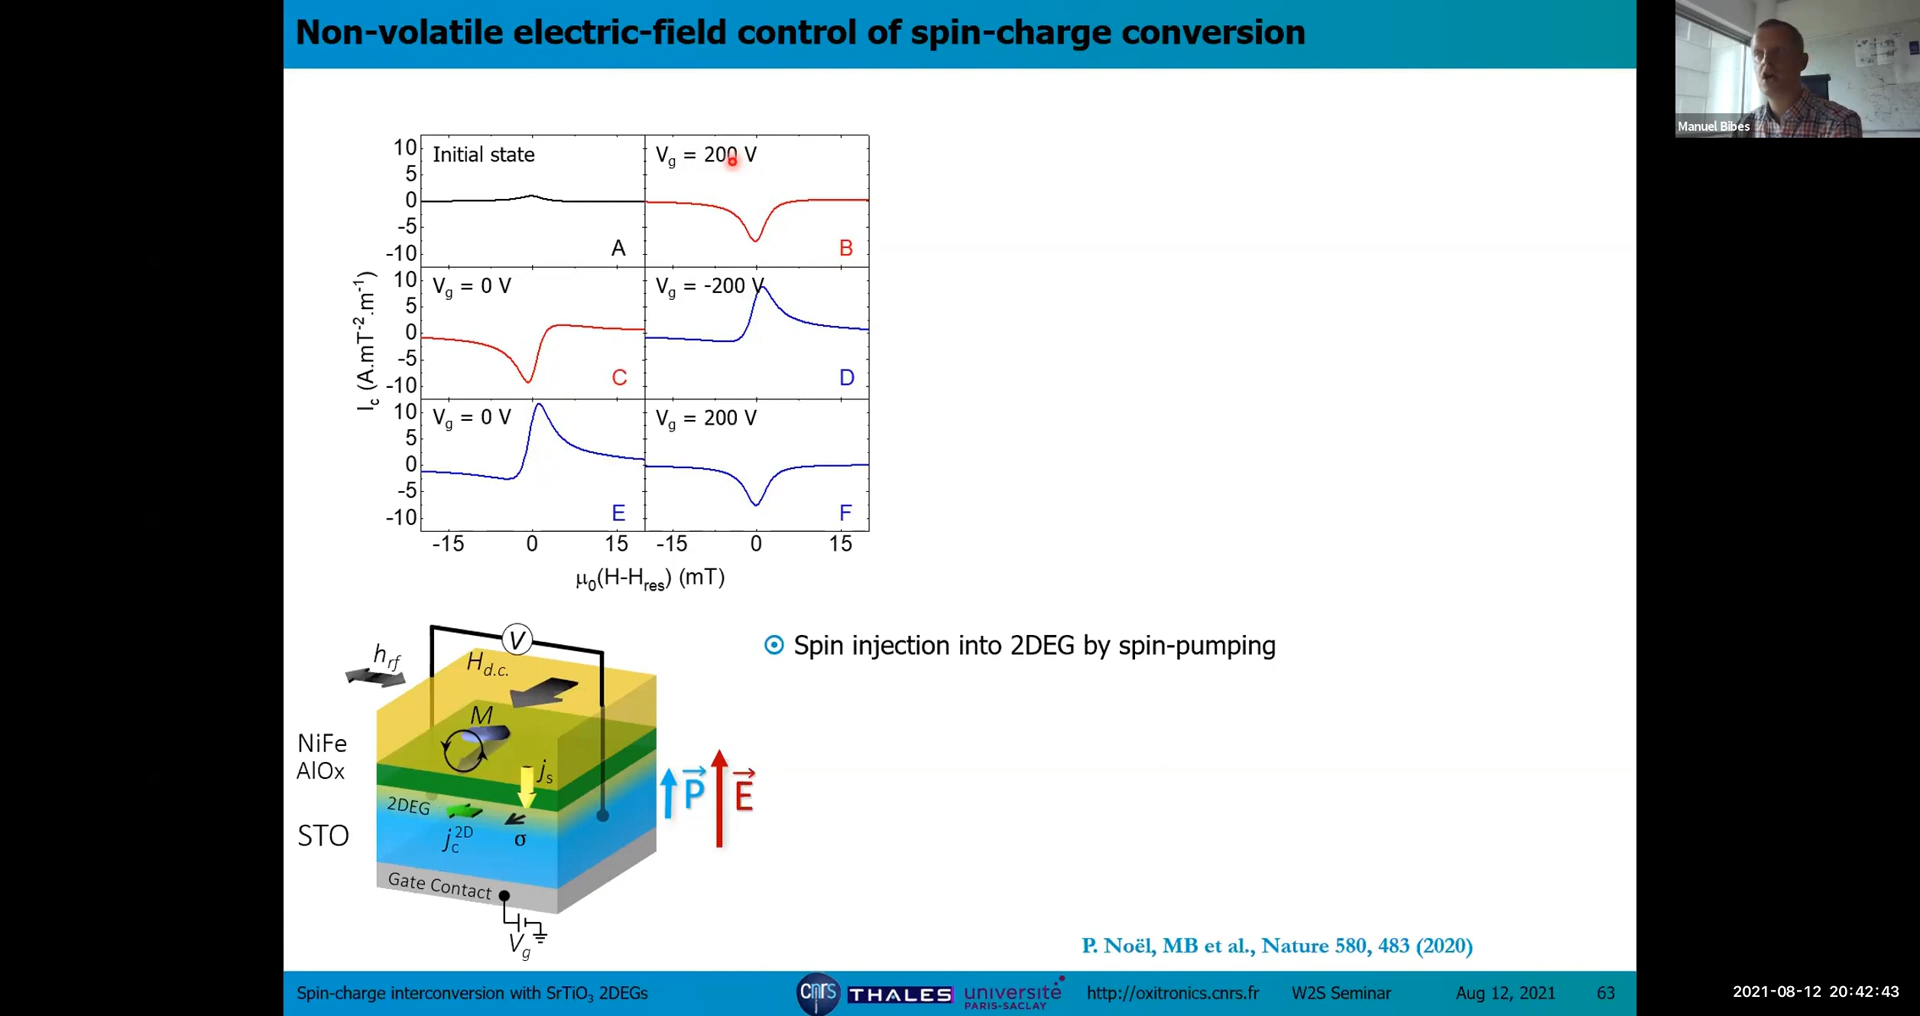 Non-volatile electric-field control of spin-charge conversion
Manuel Bibes
Initial state
Vg = 200 V
10
5
0
-5
-10
A
B
Vg = 0 V
Vg = -200 V
10
5
0
-5
-10
C
D
Ic (A.mT-2.m-1)
Vg = 0 V
Vg = 200 V
10
5
0
-5
-10
E
F
-15 0 15 -15 0 15
μ0(H-Hres) (mT)
Spin injection into 2DEG by spin-pumping
V
hrf
Hd.c.
M
NiFe
AlOx
js
2DEG
STO
jc2D
σ
P
E
Gate Contact
Vg
P. Noël, MB et al., Nature 580, 483 (2020)
Spin-charge interconversion with SrTiO3 2DEGs
cnrs
THALES
université
PARIS-SACLAY
http://oxitronics.cnrs.fr
W2S Seminar
Aug 12, 2021
63
2021-08-12 20:42:43